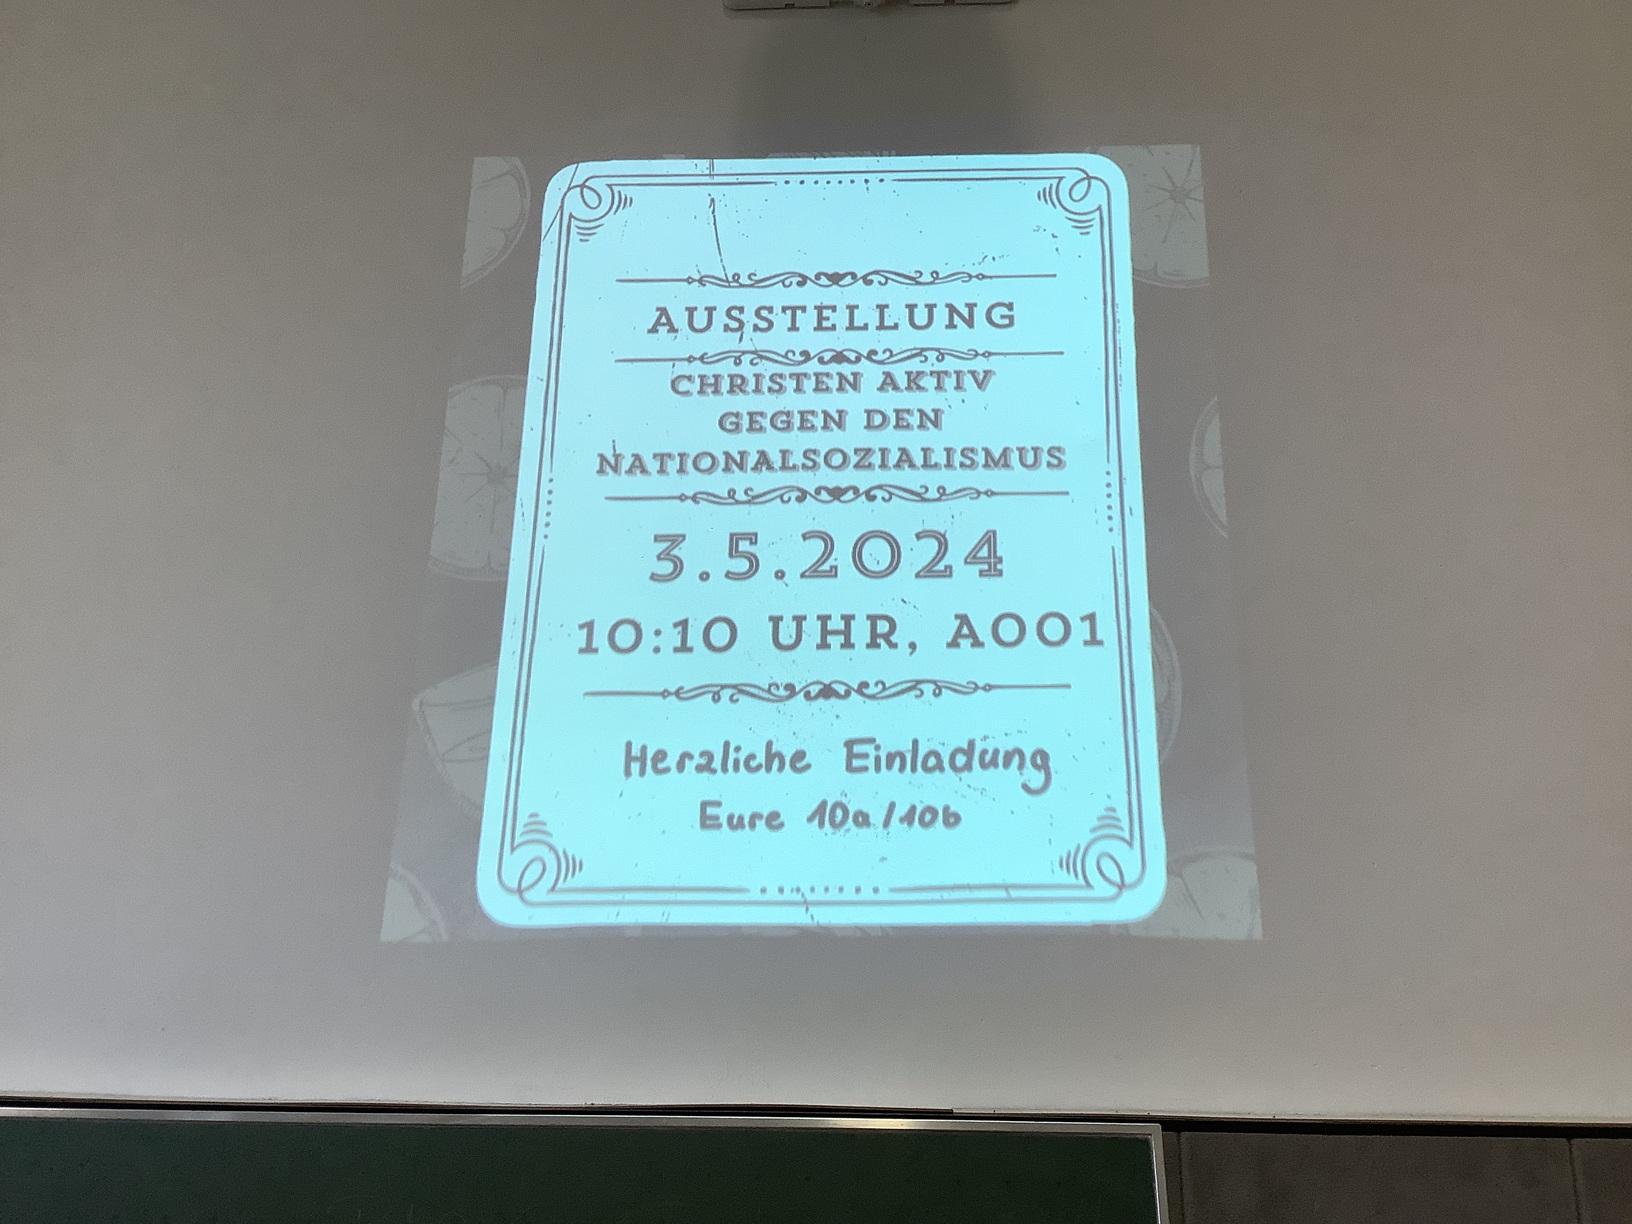 AUSSTELLUNG
CHRISTEN AKTIV
GEGEN DEN
NATIONALSOZIALISMUS
3.5.2024
10:10 UHR, A001
Herzliche Einladung
Eure 10a/10b